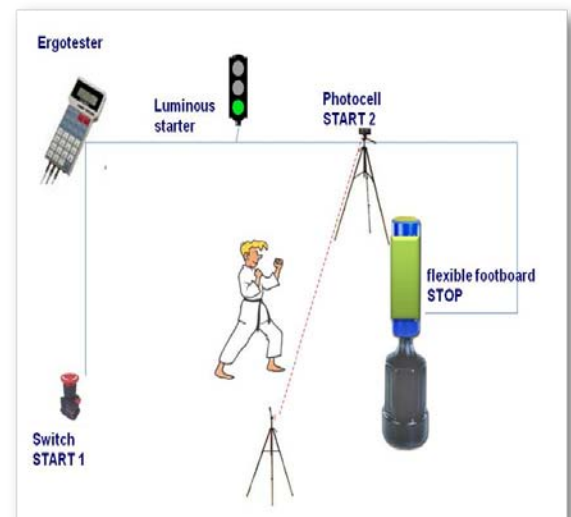 Ergotester
Luminous
starter
Photocell
START 2
flexible footboard
STOP
Switch
START 1